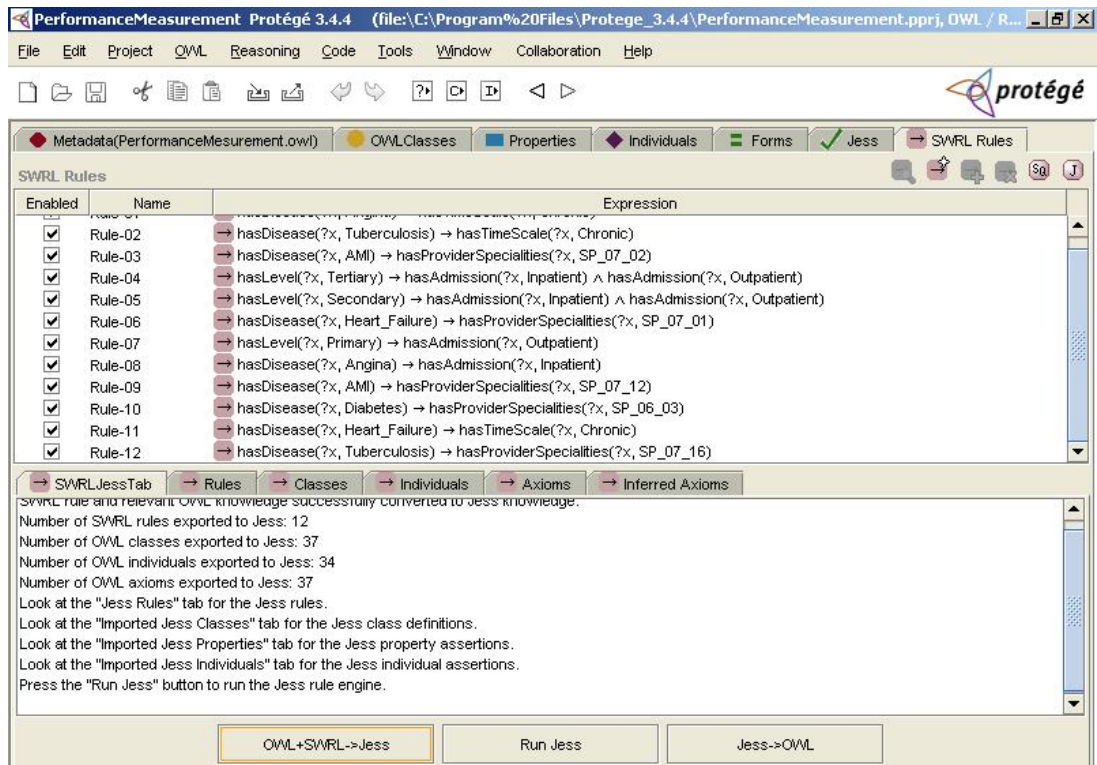 PerformanceMeasurement Protégé 3.4.4 (file:\C:\Program%20Files\Protege_3.4.4\PerformanceMeasurement.pprj, OWL / R...
File Edit Project OWL Reasoning Code Tools Window Collaboration Help
protégé
Metadata(PerformanceMesurement.owl) OWLClasses Properties Individuals Forms Jess SWRL Rules
SWRL Rules
Enabled Name Expression
Rule-02 → hasDisease(?x, Tuberculosis) → hasTimeScale(?x, Chronic)
Rule-03 → hasDisease(?x, AMI) → hasProviderSpecialities(?x, SP_07_02)
Rule-04 → hasLevel(?x, Tertiary) → hasAdmission(?x, Inpatient) ∧ hasAdmission(?x, Outpatient)
Rule-05 → hasLevel(?x, Secondary) → hasAdmission(?x, Inpatient) ∧ hasAdmission(?x, Outpatient)
Rule-06 → hasDisease(?x, Heart_Failure) → hasProviderSpecialities(?x, SP_07_01)
Rule-07 → hasLevel(?x, Primary) → hasAdmission(?x, Outpatient)
Rule-08 → hasDisease(?x, Angina) → hasAdmission(?x, Inpatient)
Rule-09 → hasDisease(?x, AMI) → hasProviderSpecialities(?x, SP_07_12)
Rule-10 → hasDisease(?x, Diabetes) → hasProviderSpecialities(?x, SP_06_03)
Rule-11 → hasDisease(?x, Heart_Failure) → hasTimeScale(?x, Chronic)
Rule-12 → hasDisease(?x, Tuberculosis) → hasProviderSpecialities(?x, SP_07_16)
→ SWRLJessTab → Rules → Classes → Individuals → Axioms → Inferred Axioms
SWRL rule and relevant OWL knowledge successfully converted to Jess knowledge.
Number of SWRL rules exported to Jess: 12
Number of OWL classes exported to Jess: 37
Number of OWL individuals exported to Jess: 34
Number of OWL axioms exported to Jess: 37
Look at the "Jess Rules" tab for the Jess rules.
Look at the "Imported Jess Classes" tab for the Jess class definitions.
Look at the "Imported Jess Properties" tab for the Jess property assertions.
Look at the "Imported Jess Individuals" tab for the Jess individual assertions.
Press the "Run Jess" button to run the Jess rule engine.
OWL+SWRL->Jess Run Jess Jess->OWL